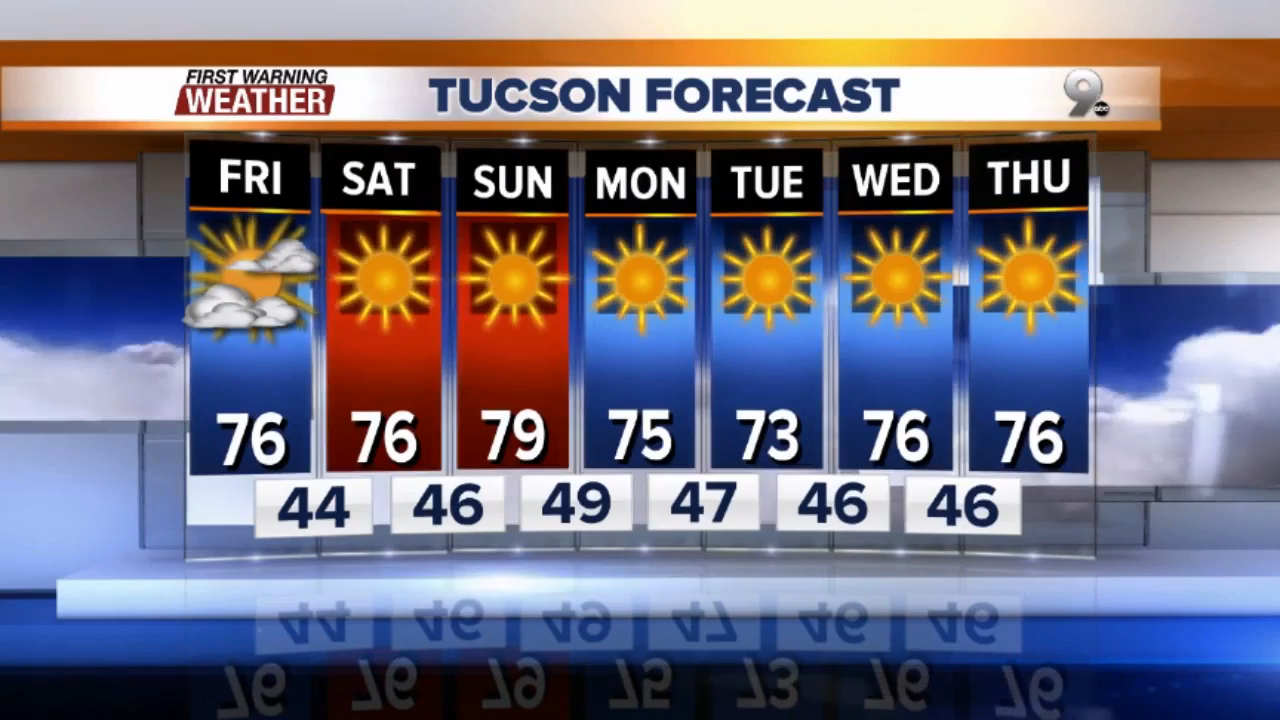 FIRST WARNING
WEATHER
TUCSON FORECAST
9
abc
FRI SAT SUN MON TUE WED THU
76 76 79 75 73 76 76
44 46 49 47 46 46